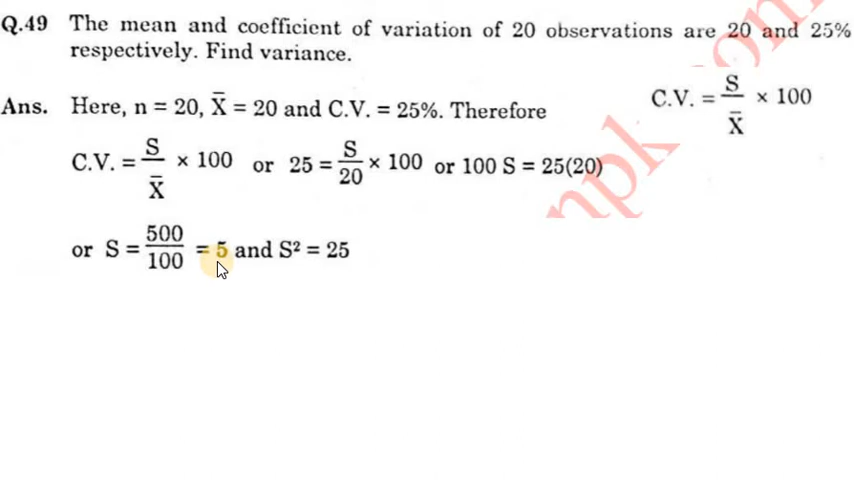 Q.49 The mean and coefficient of variation of 20 observations are 20 and 25%
respectively. Find variance.
Ans. Here, n = 20, X̄ = 20 and C.V. = 25%. Therefore
C.V. = S/X̄ × 100
C.V. = S/X̄ × 100 or 25 = S/20 × 100 or 100 S = 25(20)
or S = 500/100 = 5 and S² = 25